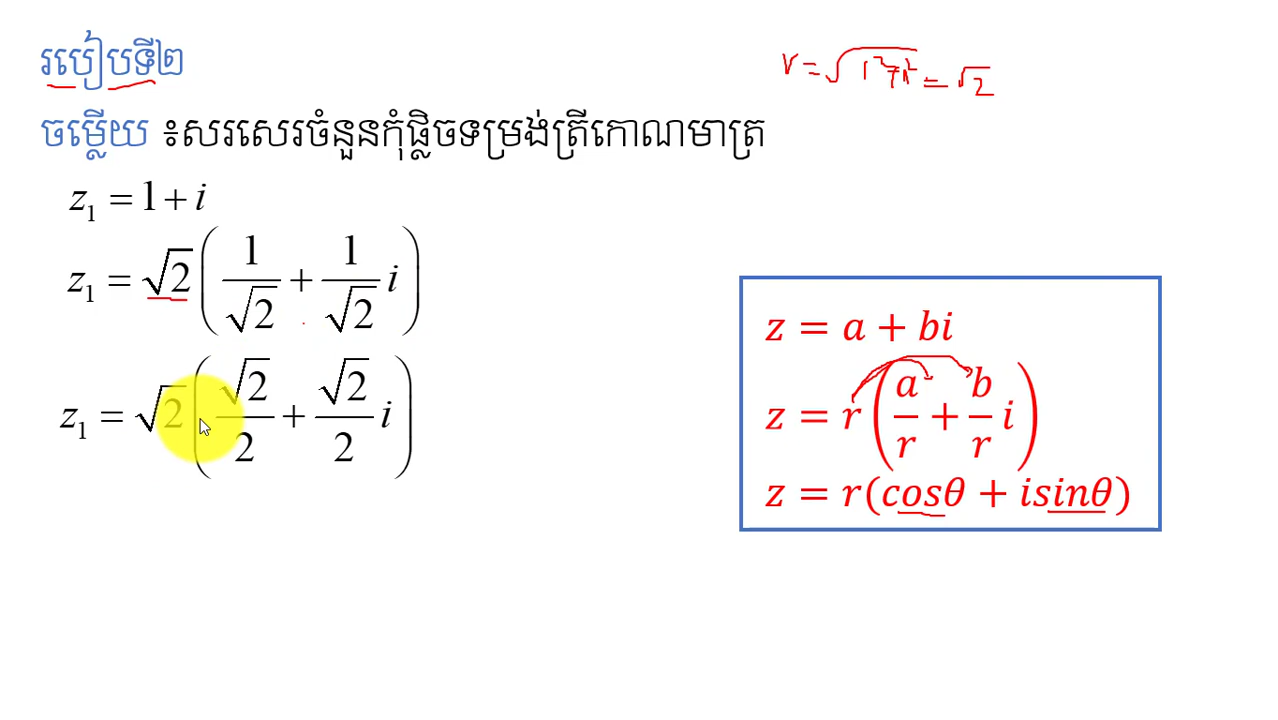 របៀបទី២
r = √(1²+1²) = √2
ចម្លើយ ៖សរសេរចំនួនកុំផ្លិចទម្រង់ត្រីកោណមាត្រ
z₁ = 1 + i
z₁ = √2(1/√2 + 1/√2 i)
z₁ = √2(√2/2 + √2/2 i)
z = a + bi
z = r(a/r + b/r i)
z = r(cosθ + isinθ)